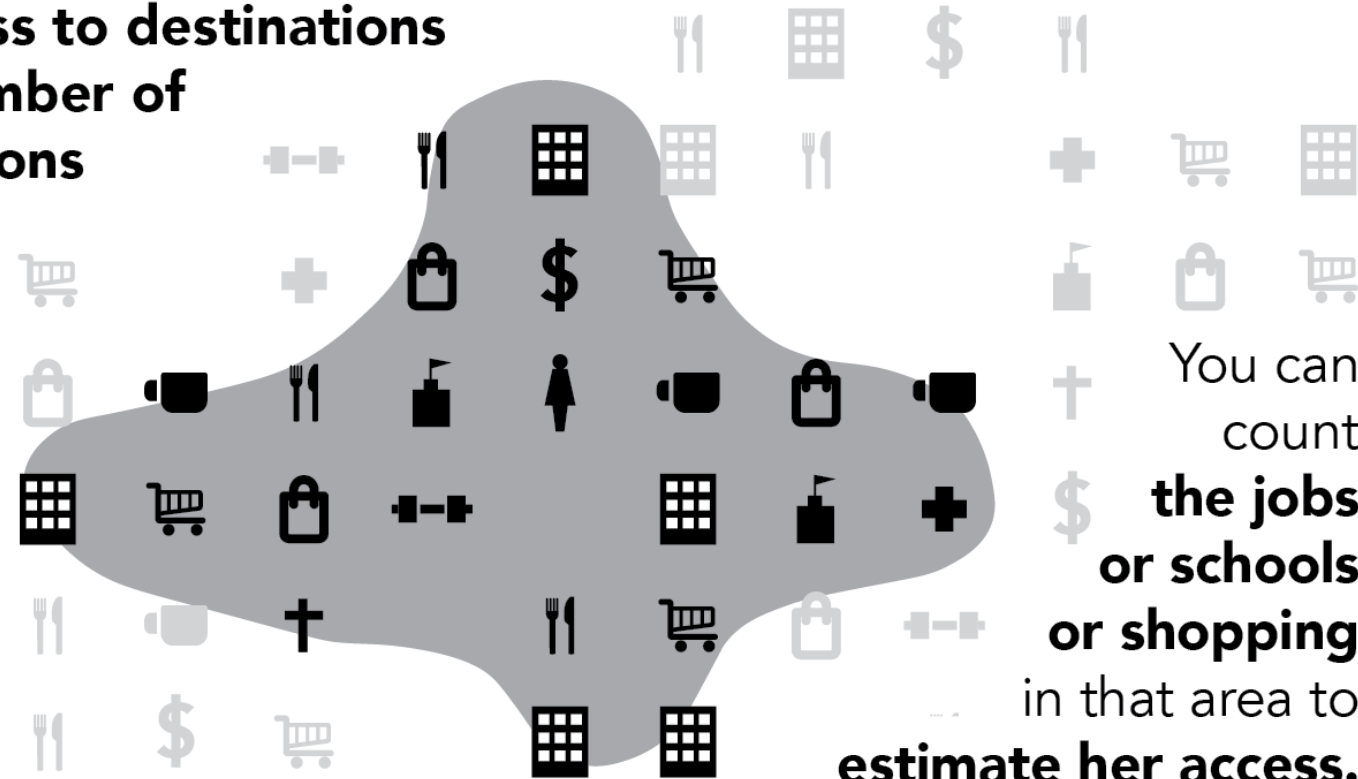 ss to destinations
mber of
ons
You can
count
the jobs
or schools
or shopping
in that area to
estimate her access.